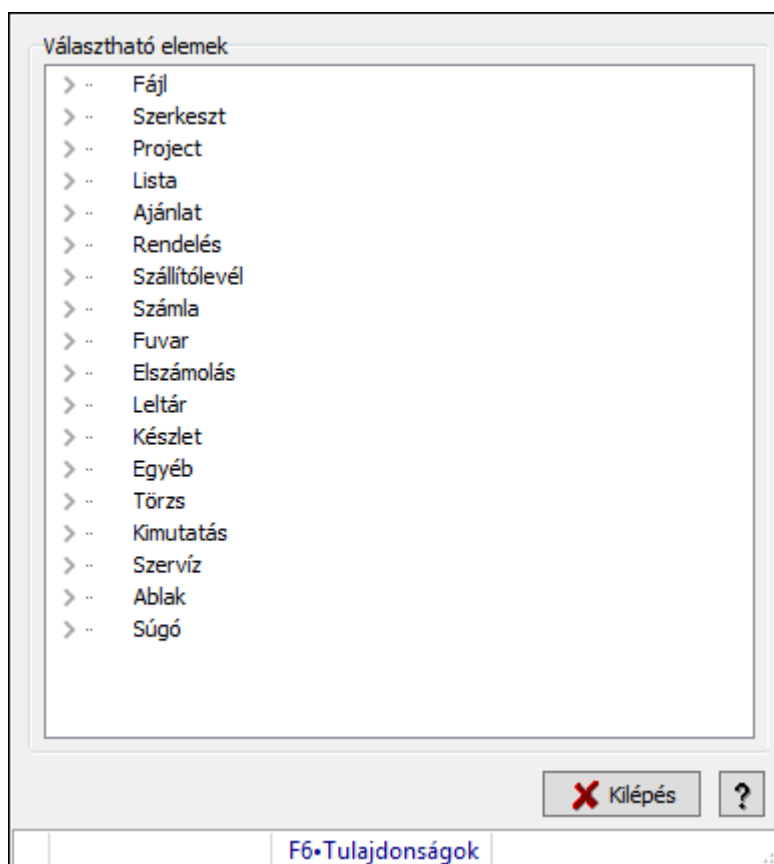 Választható elemek
Fájl
Szerkeszt
Project
Lista
Ajánlat
Rendelés
Szállítólevél
Számla
Fuvar
Elszámolás
Leltár
Készlet
Egyéb
Törzs
Kimutatás
Szervíz
Ablak
Súgó
Kilépés ?
F6•Tulajdonságok